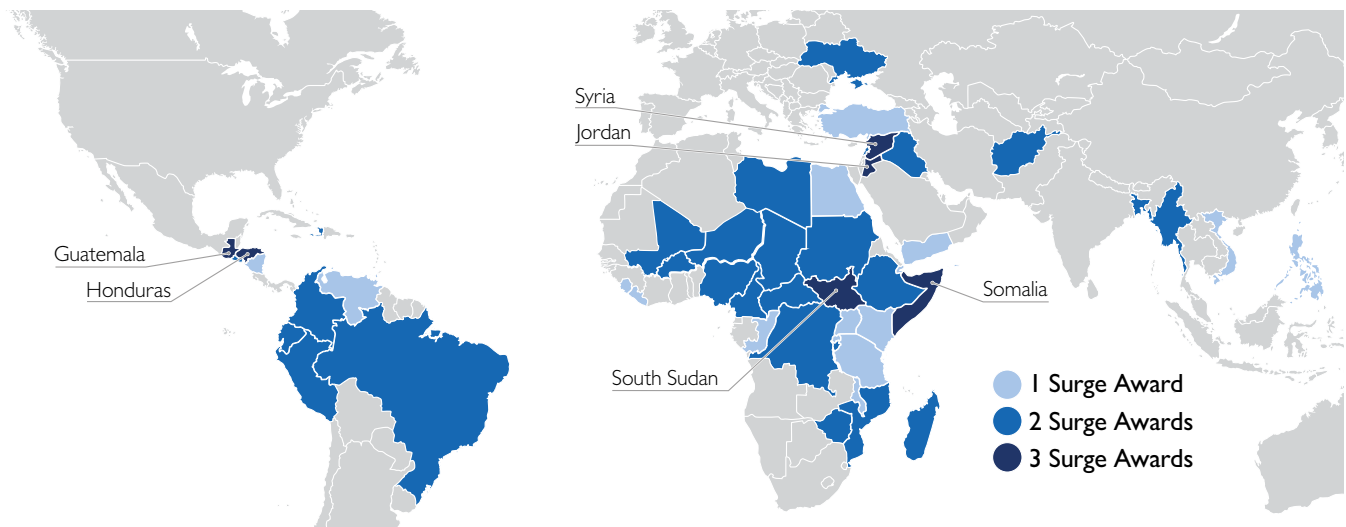 Syria
Jordan
Guatemala
Honduras
Somalia
South Sudan
1 Surge Award
2 Surge Awards
3 Surge Awards